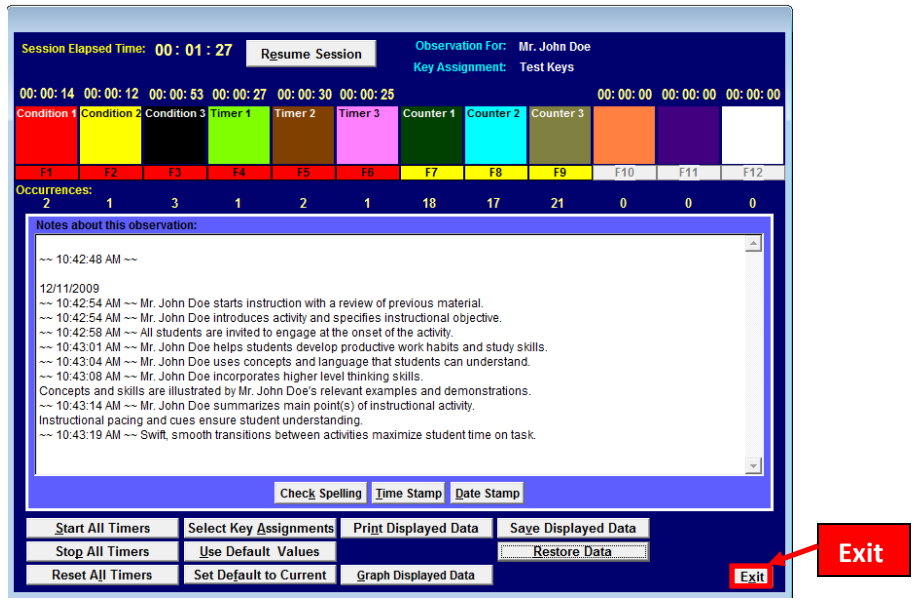 Session Elapsed Time: 00: 01: 27 Resume Session Observation For: Mr. John Doe
Key Assignment: Test Keys
00: 00: 14 00: 00: 12 00: 00: 53 00: 00: 27 00: 00: 30 00: 00: 25 00: 00: 00 00: 00: 00 00: 00: 00
Condition 1 Condition 2 Condition 3 Timer 1 Timer 2 Timer 3 Counter 1 Counter 2 Counter 3
F1 F2 F3 F4 F5 F6 F7 F8 F9 F10 F11 F12
Occurrences:
2 1 3 1 2 1 18 17 21 0 0 0
Notes about this observation:
~~ 10:42:48 AM ~~
12/11/2009
~~ 10:42:54 AM ~~ Mr. John Doe starts instruction with a review of previous material.
~~ 10:42:54 AM ~~ Mr. John Doe introduces activity and specifies instructional objective.
~~ 10:42:58 AM ~~ All students are invited to engage at the onset of the activity.
~~ 10:43:01 AM ~~ Mr. John Doe helps students develop productive work habits and study skills.
~~ 10:43:04 AM ~~ Mr. John Doe uses concepts and language that students can understand.
~~ 10:43:08 AM ~~ Mr. John Doe incorporates higher level thinking skills.
Concepts and skills are illustrated by Mr. John Doe's relevant examples and demonstrations.
~~ 10:43:14 AM ~~ Mr. John Doe summarizes main point(s) of instructional activity.
Instructional pacing and cues ensure student understanding.
~~ 10:43:19 AM ~~ Swift, smooth transitions between activities maximize student time on task.
Check Spelling Time Stamp Date Stamp
Start All Timers Select Key Assignments Print Displayed Data Save Displayed Data
Stop All Timers Use Default Values Restore Data
Reset All Timers Set Default to Current Graph Displayed Data Exit
Exit